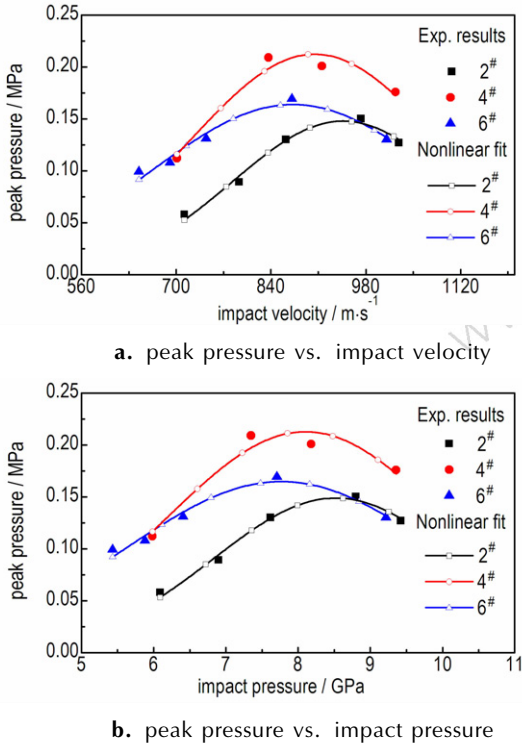 0.25
0.20
0.15
0.10
0.05
0.00
peak pressure / MPa
Exp. results
2#
4#
6#
Nonlinear fit
2#
4#
6#
560 700 840 980 1120
impact velocity / m·s-1
a. peak pressure vs. impact velocity
0.25
0.20
0.15
0.10
0.05
0.00
peak pressure / MPa
Exp. results
2#
4#
6#
Nonlinear fit
2#
4#
6#
5 6 7 8 9 10 11
impact pressure / GPa
b. peak pressure vs. impact pressure